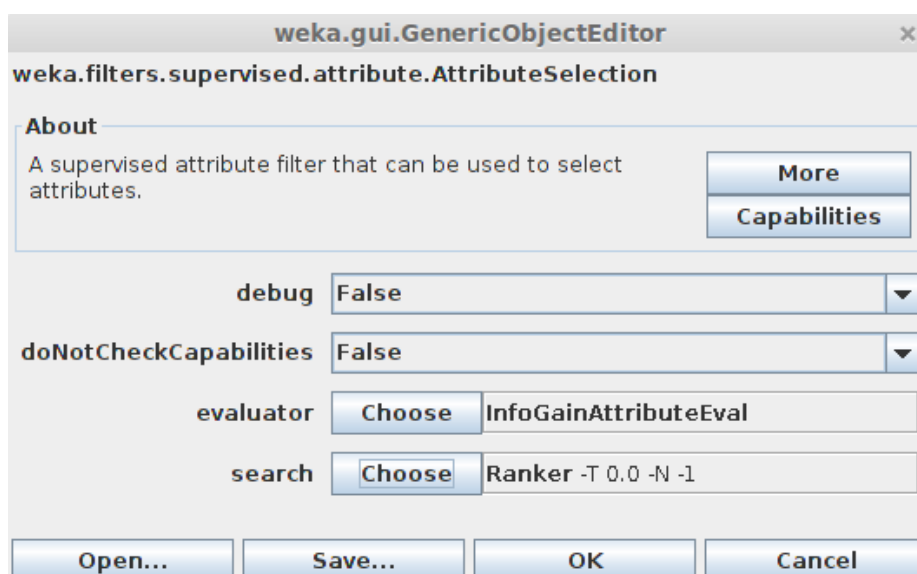 weka.gui.GenericObjectEditor ×
weka.filters.supervised.attribute.AttributeSelection
About
A supervised attribute filter that can be used to select
attributes.
More
Capabilities
debug False
doNotCheckCapabilities False
evaluator Choose InfoGainAttributeEval
search Choose Ranker -T 0.0 -N -1
Open... Save... OK Cancel